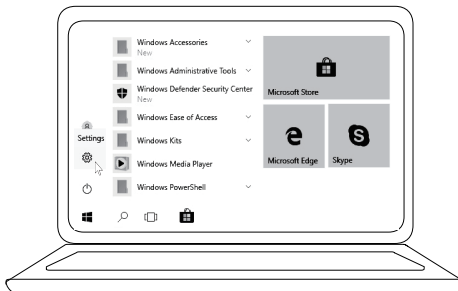 Windows Accessories
New
Windows Administrative Tools
Windows Defender Security Center
New
Windows Ease of Access
Windows Kits
Windows Media Player
Windows PowerShell
Settings
Microsoft Store
Microsoft Edge
Skype